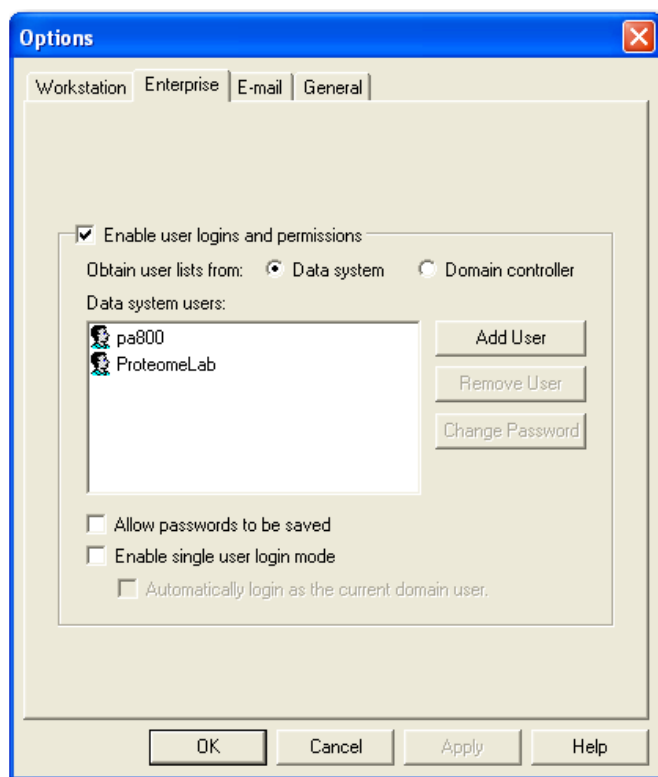 Options
Workstation Enterprise E-mail General
Enable user logins and permissions
Obtain user lists from: Data system Domain controller
Data system users:
pa800
ProteomeLab
Add User
Remove User
Change Password
Allow passwords to be saved
Enable single user login mode
Automatically login as the current domain user.
OK Cancel Apply Help